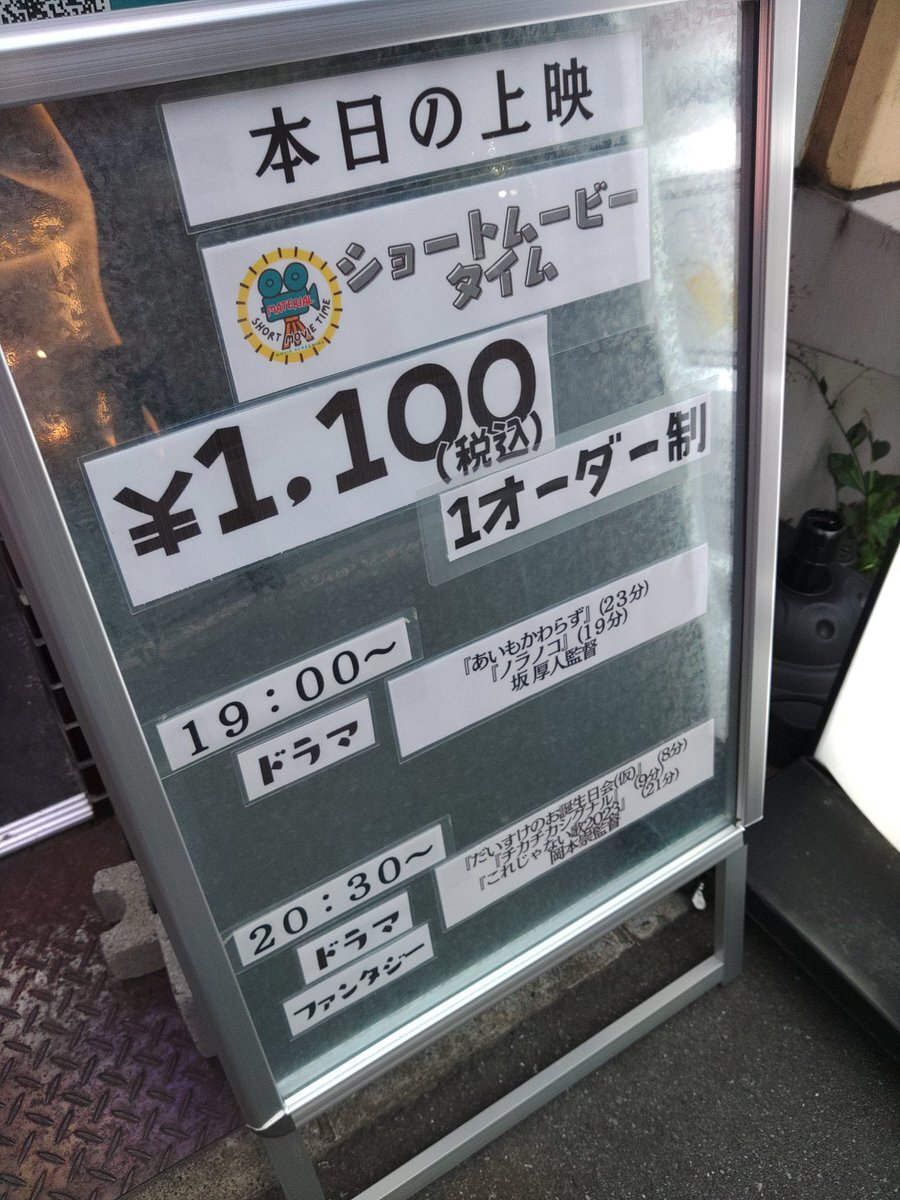 本日の上映
ショートムービー
タイム
MATERIAL
SHORT MOVIE TIME
¥1,100
(税込)
1オーダー制
19：00〜
ドラマ
『あいもかわらず』(23分)
『ノラノコ』(19分)
坂 厚人監督
20：30〜
ドラマ
ファンタジー
『だいすけのお誕生日会(仮)』(8分)
『チカチカシグナル』(9分)
『これじゃない歌2023』(21分)
岡本崇監督